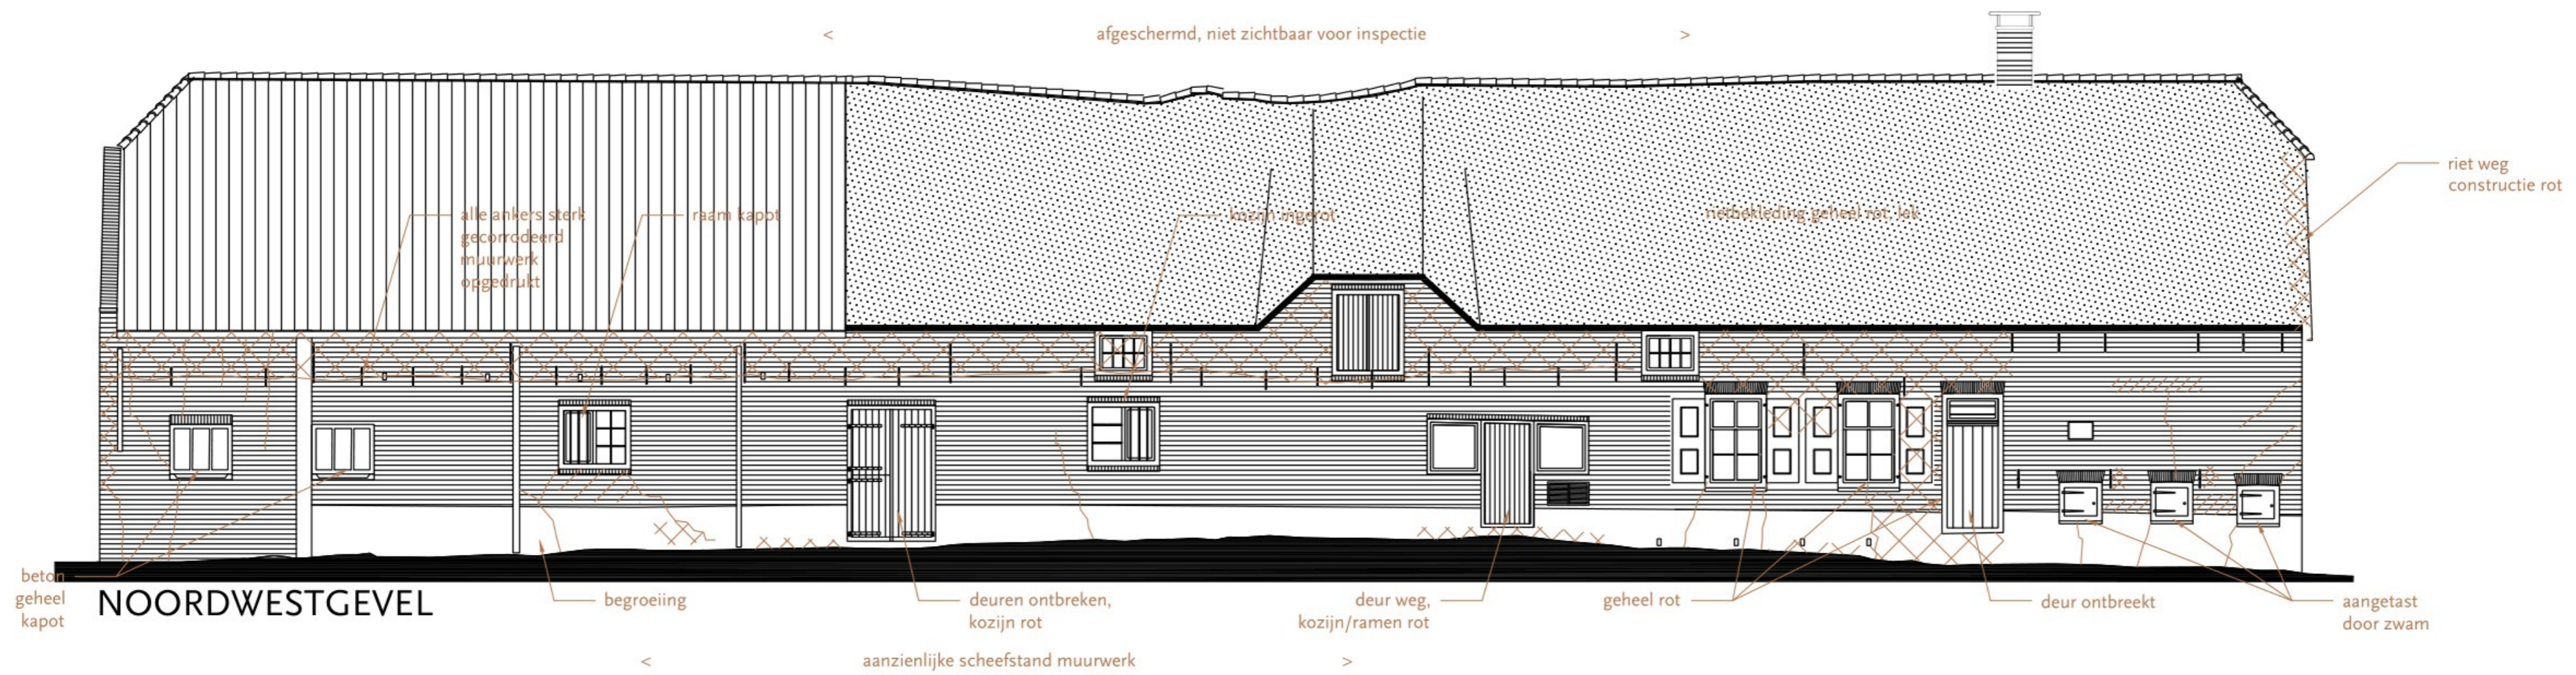 < afgeschermd, niet zichtbaar voor inspectie >
riet weg
constructie rot
alle ankers sterk
gecorrodeerd
muurwerk
opgedrukt
raam kapot
kozijn ingerot
rietbekleding geheel rot, lek
beton
geheel
kapot
NOORDWESTGEVEL
begroeiing
deuren ontbreken,
kozijn rot
deur weg,
kozijn/ramen rot
geheel rot
deur ontbreekt
aangetast
door zwam
< aanzienlijke scheefstand muurwerk >